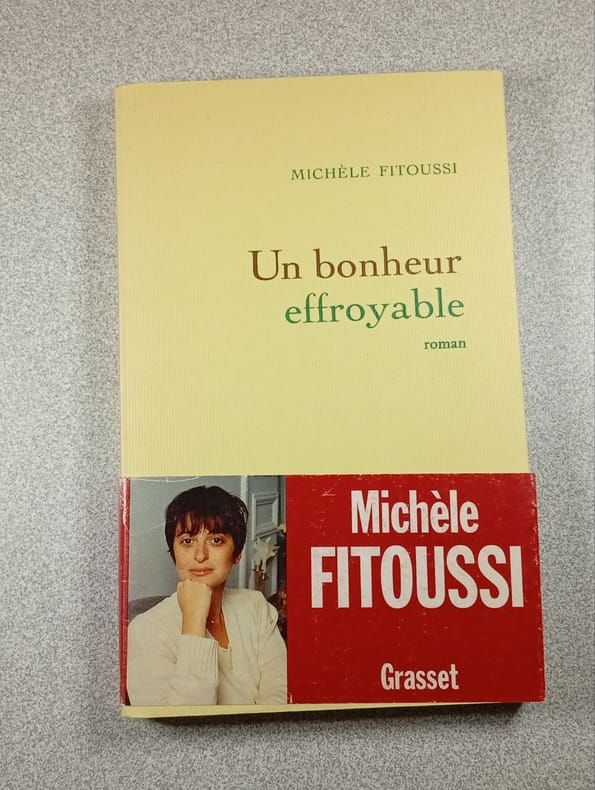 MICHÈLE FITOUSSI
Un bonheur
effroyable
roman
Michèle
FITOUSSI
Grasset